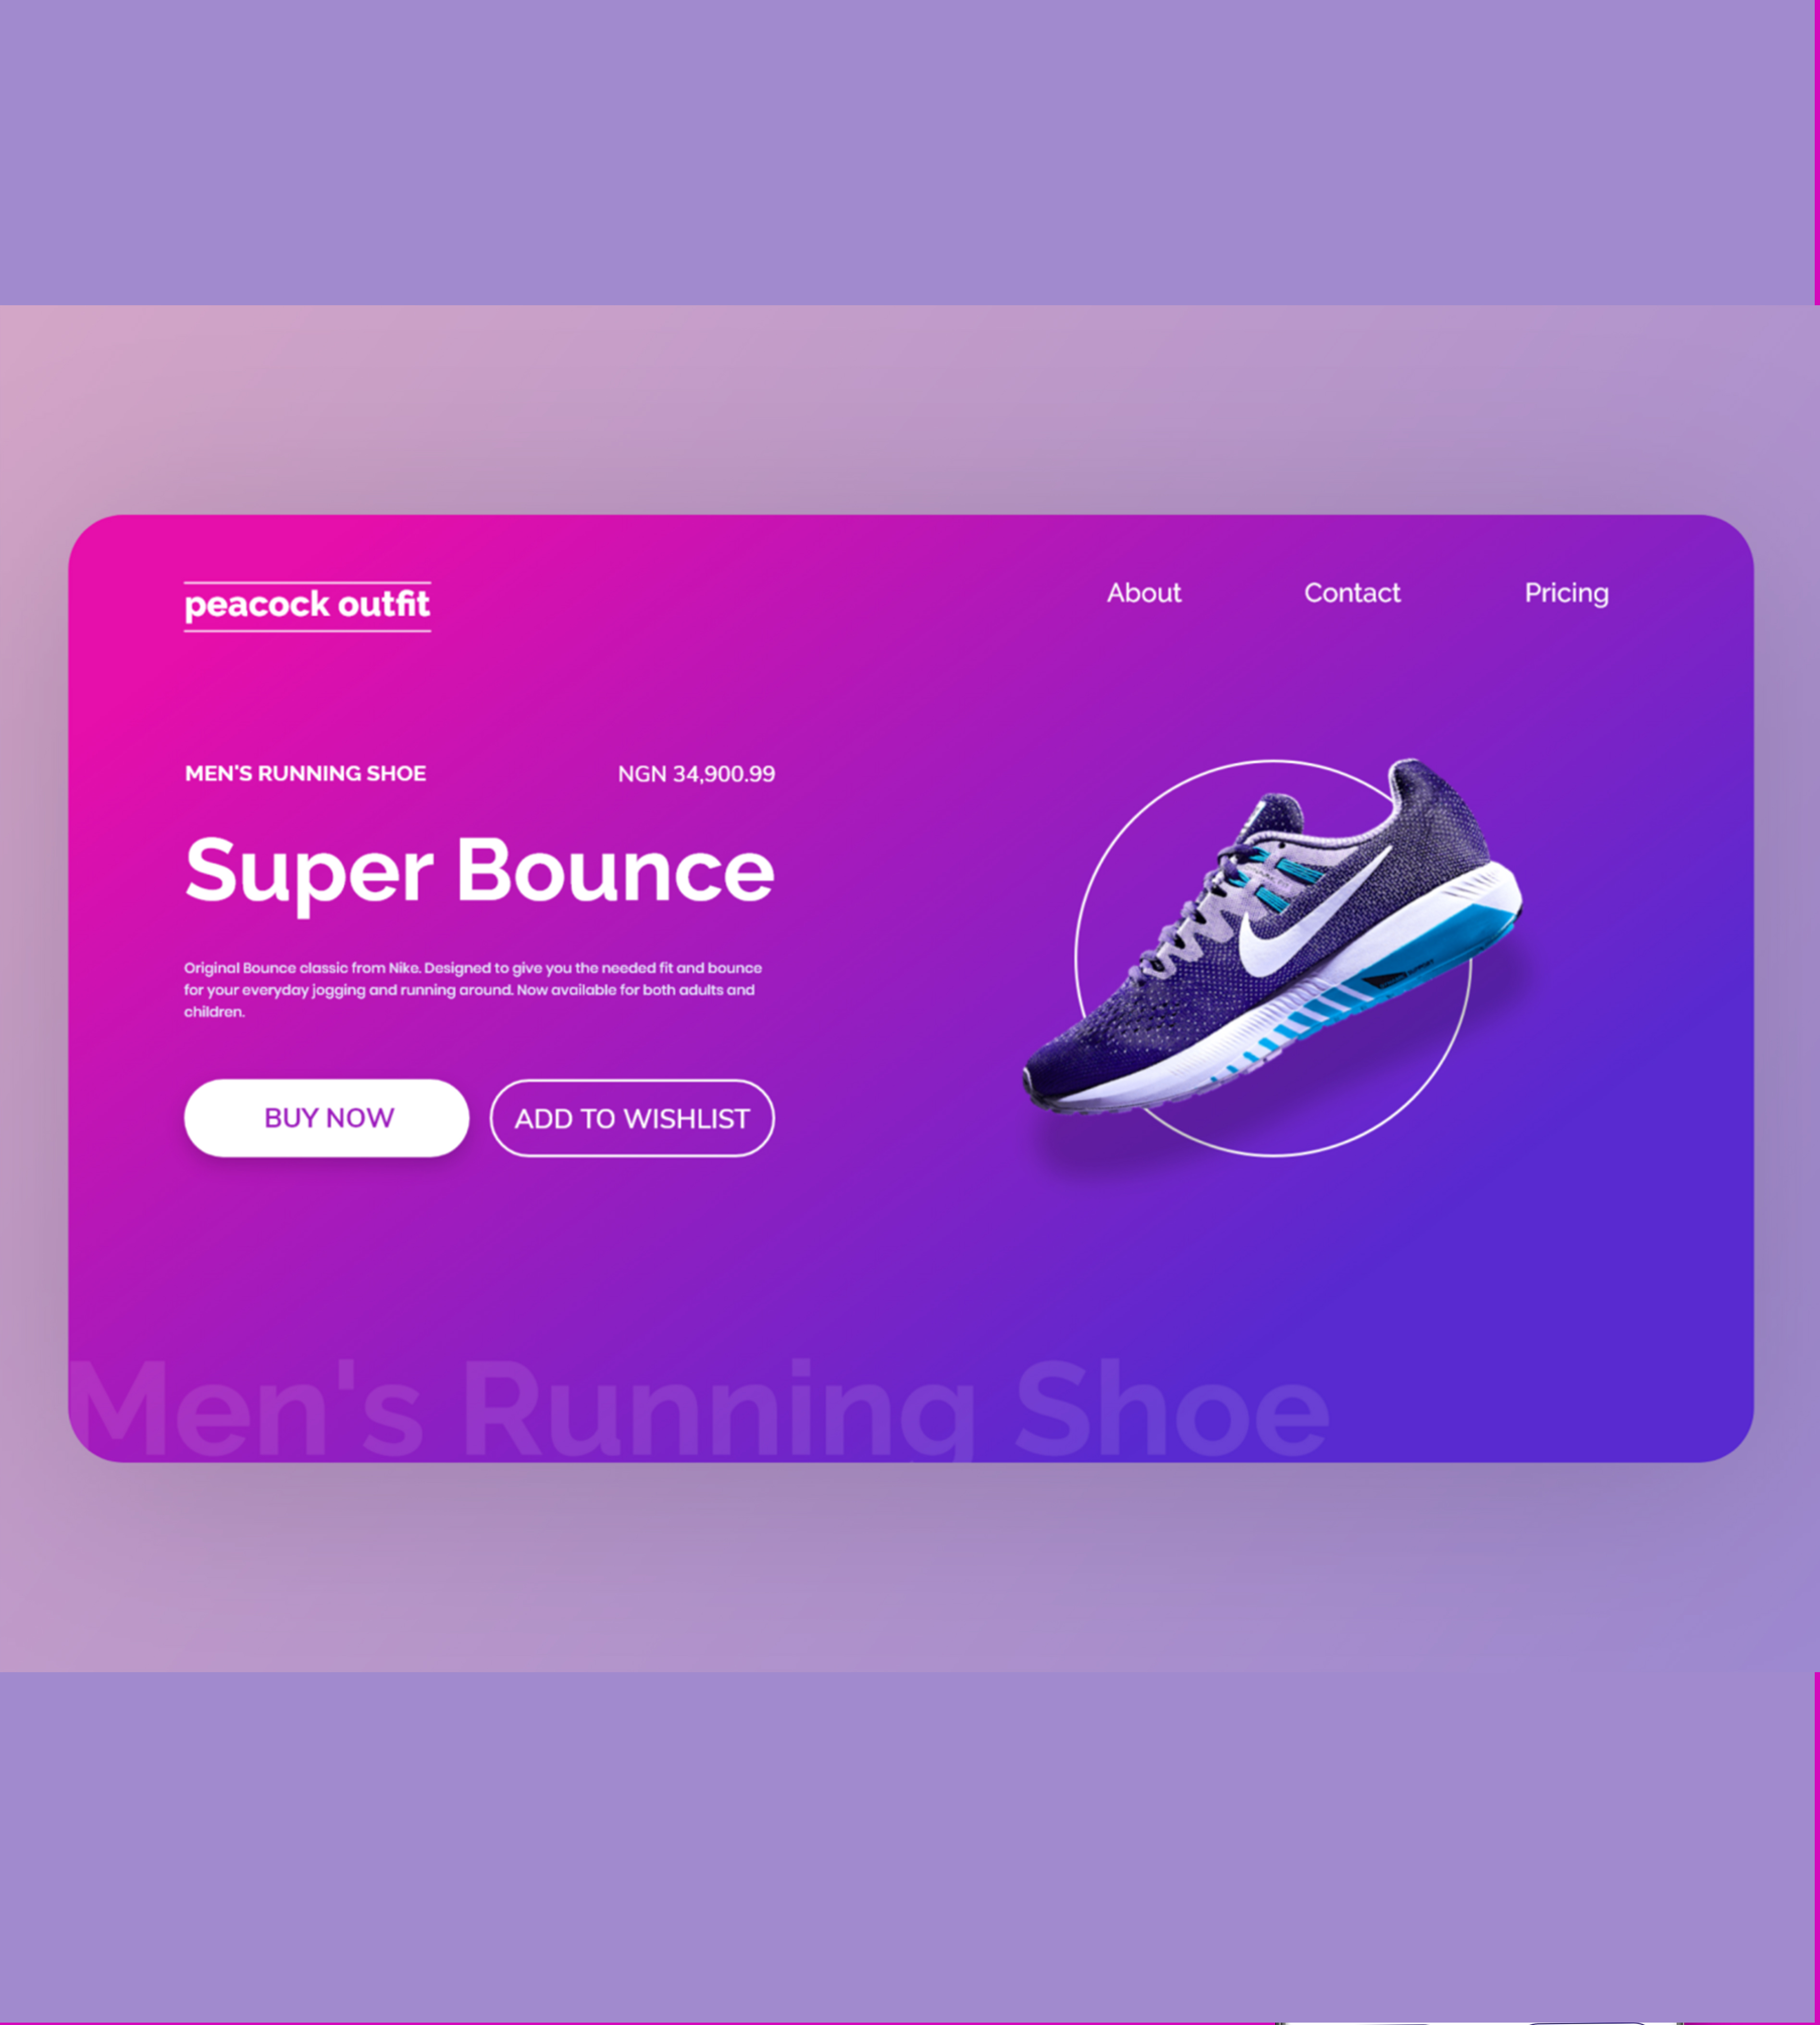 peacock outfit
About Contact Pricing
MEN'S RUNNING SHOE NGN 34,900.99
Super Bounce
Original Bounce classic from Nike. Designed to give you the needed fit and bounce
for your everyday jogging and running around. Now available for both adults and
children.
BUY NOW ADD TO WISHLIST
Men's Running Shoe